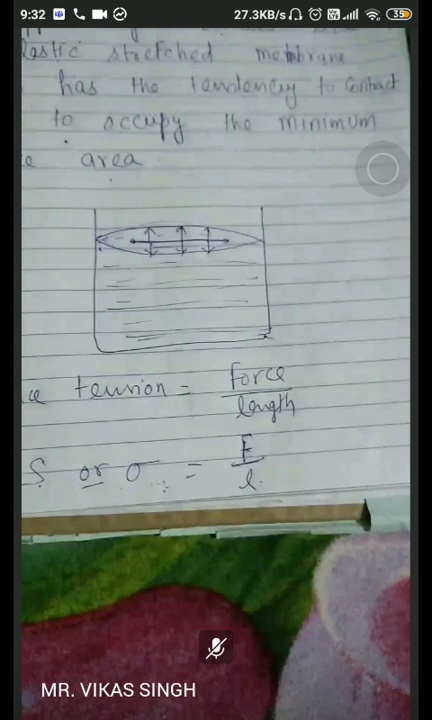 9:32 27.3KB/s 35
stretched membrane
has the tendency to contract
to occupy the minimum
area
tension = Force
length
S or σ = F
l
MR. VIKAS SINGH